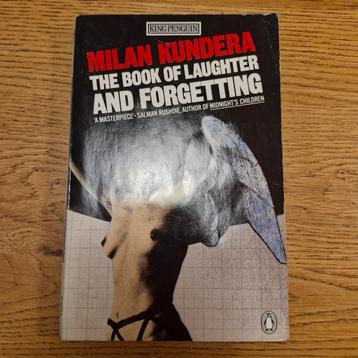 KING PENGUIN
MILAN KUNDERA
THE BOOK OF LAUGHTER
AND FORGETTING
'A MASTERPIECE'-SALMAN RUSHDIE, AUTHOR OF MIDNIGHT'S CHILDREN